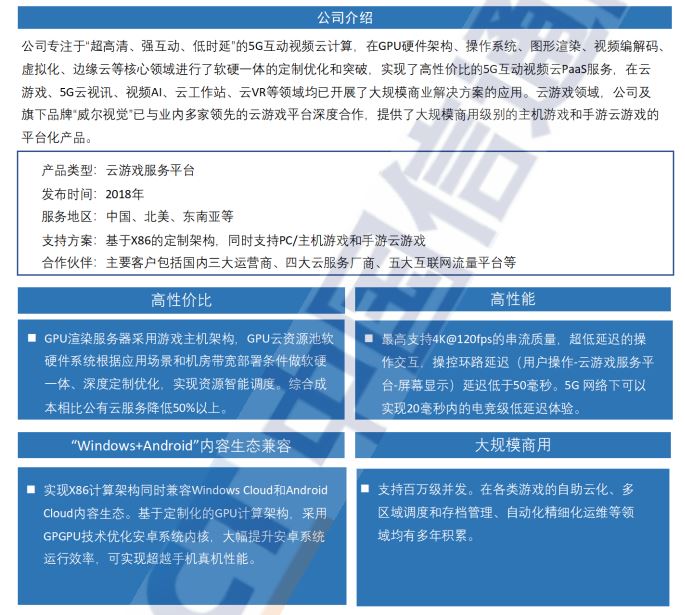 公司介绍
公司专注于“超高清、强互动、低时延”的5G互动视频云计算，在GPU硬件架构、操作系统、图形渲染、视频编解码、
虚拟化、边缘云等核心领域进行了软硬一体的定制优化和突破，实现了高性价比的5G互动视频云PaaS服务，在云
游戏、5G云视讯、视频AI、云工作站、云VR等领域均已开展了大规模商业解决方案的应用。云游戏领域，公司及
旗下品牌“威尔视觉”已与业内多家领先的云游戏平台深度合作，提供了大规模商用级别的主机游戏和手游云游戏的
平台化产品。
产品类型：云游戏服务平台
发布时间：2018年
服务地区：中国、北美、东南亚等
支持方案：基于X86的定制架构，同时支持PC/主机游戏和手游云游戏
合作伙伴：主要客户包括国内三大运营商、四大云服务厂商、五大互联网流量平台等
高性价比
GPU渲染服务器采用游戏主机架构，GPU云资源池软
硬件系统根据应用场景和机房带宽部署条件做软硬
一体、深度定制优化，实现资源智能调度。综合成
本相比公有云服务降低50%以上。
高性能
最高支持4K@120fps的串流质量，超低延迟的操
作交互，操控环路延迟（用户操作-云游戏服务平
台-屏幕显示）延迟低于50毫秒。5G 网络下可以
实现20毫秒内的电竞级低延迟体验。
“Windows+Android”内容生态兼容
实现X86计算架构同时兼容Windows Cloud和Android
Cloud内容生态。基于定制化的GPU计算架构，采用
GPGPU技术优化安卓系统内核，大幅提升安卓系统
运行效率，可实现超越手机真机性能。
大规模商用
支持百万级并发。在各类游戏的自助云化、多
区域调度和存档管理、自动化精细化运维等领
域均有多年积累。